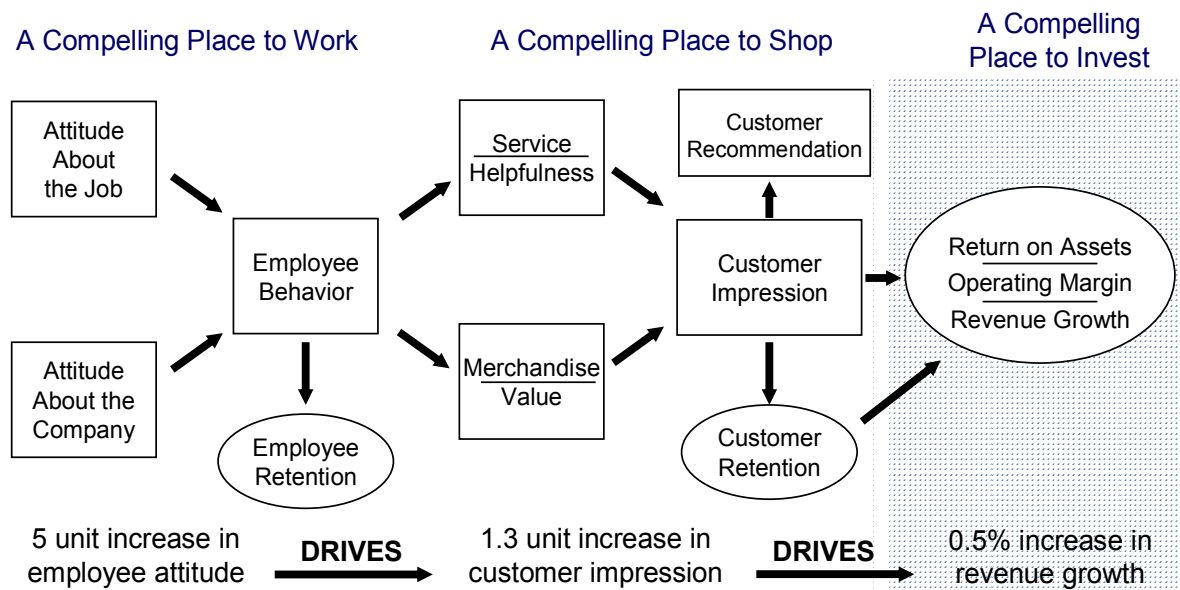 A Compelling Place to Work
A Compelling Place to Shop
A Compelling
Place to Invest
Attitude
About
the Job
Attitude
About the
Company
Employee
Behavior
Employee
Retention
Service
Helpfulness
Merchandise
Value
Customer
Recommendation
Customer
Impression
Customer
Retention
Return on Assets
Operating Margin
Revenue Growth
5 unit increase in
employee attitude
DRIVES
1.3 unit increase in
customer impression
DRIVES
0.5% increase in
revenue growth